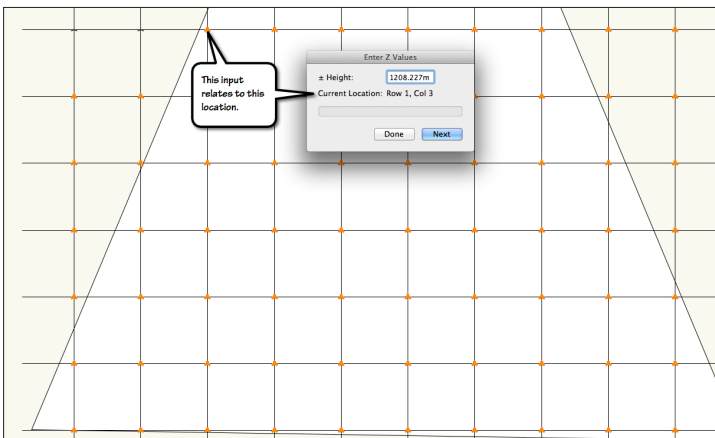 This input
relates to this
location.
Enter Z Values
± Height: 1208.227m
Current Location: Row 1, Col 3
Done Next